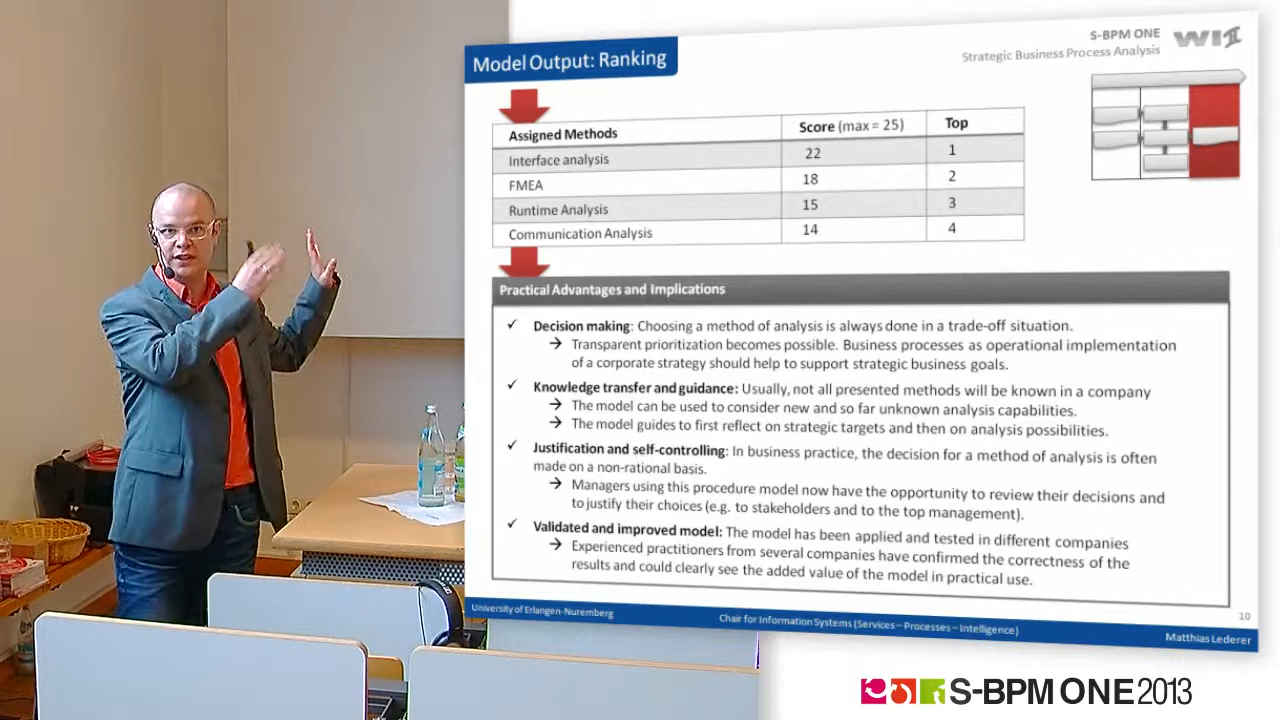 Model Output: Ranking
S-BPM ONE
Strategic Business Process Analysis
WI2
Assigned Methods Score (max = 25) Top
Interface analysis 22 1
FMEA 18 2
Runtime Analysis 15 3
Communication Analysis 14 4
Practical Advantages and Implications
✓ Decision making: Choosing a method of analysis is always done in a trade-off situation.
→ Transparent prioritization becomes possible. Business processes as operational implementation
of a corporate strategy should help to support strategic business goals.
✓ Knowledge transfer and guidance: Usually, not all presented methods will be known in a company
→ The model can be used to consider new and so far unknown analysis capabilities.
→ The model guides to first reflect on strategic targets and then on analysis possibilities.
✓ Justification and self-controlling: In business practice, the decision for a method of analysis is often
made on a non-rational basis.
→ Managers using this procedure model now have the opportunity to review their decisions and
to justify their choices (e.g. to stakeholders and to the top management).
✓ Validated and improved model: The model has been applied and tested in different companies
→ Experienced practitioners from several companies have confirmed the correctness of the
results and could clearly see the added value of the model in practical use.
10
University of Erlangen-Nuremberg
Chair for Information Systems (Services – Processes – Intelligence)
Matthias Lederer
S-BPM ONE 2013